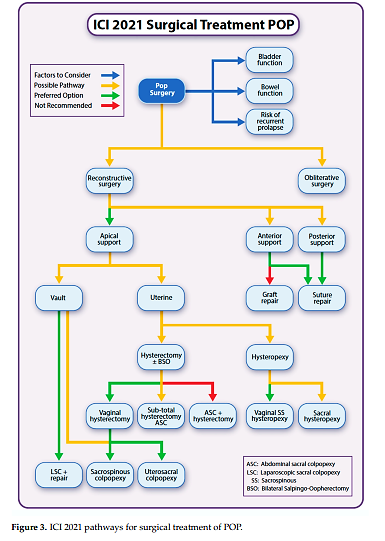 ICI 2021 Surgical Treatment POP
Factors to Consider
Possible Pathway
Preferred Option
Not Recommended
Pop
Surgery
Bladder
function
Bowel
function
Risk of
recurrent
prolapse
Reconstructive
surgery
Obliterative
surgery
Apical
support
Anterior
support
Posterior
support
Vault
Uterine
Graft
repair
Suture
repair
Hysterectomy
± BSO
Hysteropexy
Vaginal
hysterectomy
Sub-total
hysterectomy
ASC
ASC +
hysterectomy
Vaginal SS
hysteropexy
Sacral
hysteropexy
LSC +
repair
Sacrospinous
colpopexy
Uterosacral
colpopexy
ASC: Abdominal sacral colpopexy
LSC: Laparoscopic sacral colpopexy
SS: Sacrospinous
BSO: Bilateral Salpingo-Oopherectomy
Figure 3. ICI 2021 pathways for surgical treatment of POP.